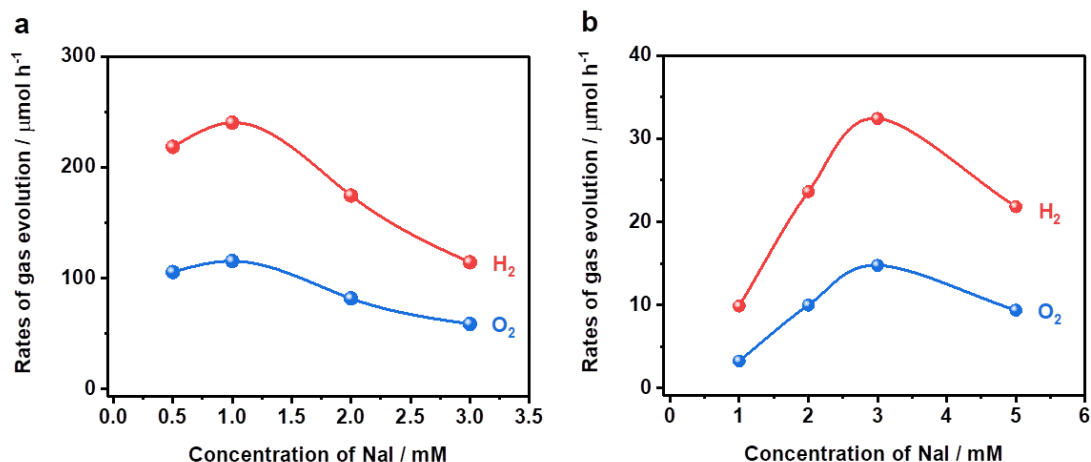 a
300
200
100
0
Rates of gas evolution / μmol h⁻¹
H₂
O₂
0.0 0.5 1.0 1.5 2.0 2.5 3.0 3.5
Concentration of NaI / mM
b
40
30
20
10
0
Rates of gas evolution / μmol h⁻¹
H₂
O₂
0 1 2 3 4 5 6
Concentration of NaI / mM